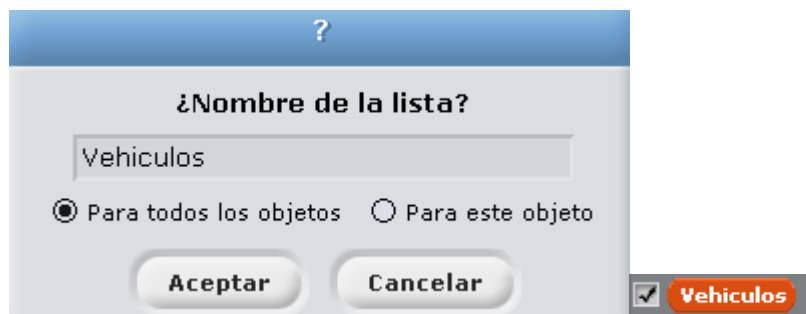 ?
¿Nombre de la lista?
Vehiculos
Para todos los objetos Para este objeto
Aceptar Cancelar
Vehiculos